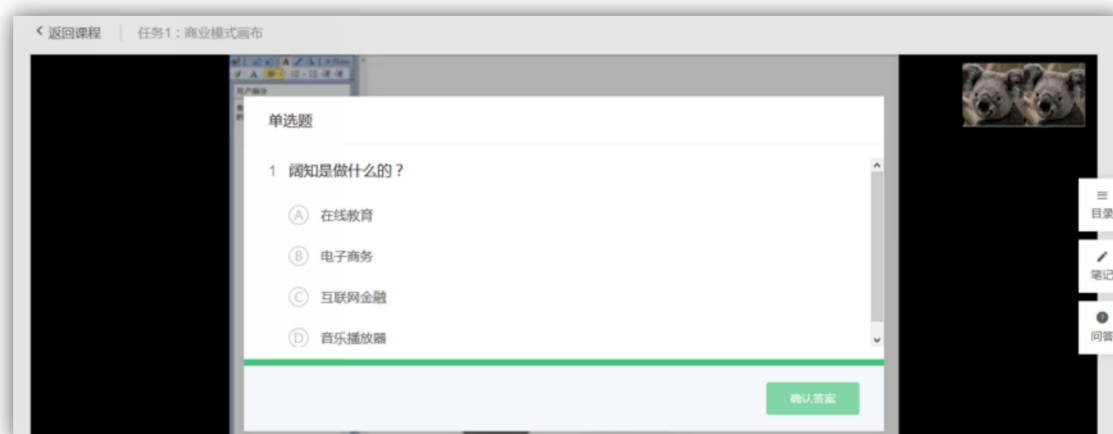 返回课程 任务1：商业模式画布
单选题
1 阔知是做什么的？
A 在线教育
B 电子商务
C 互联网金融
D 音乐播放器
确认答案
目录
笔记
问答